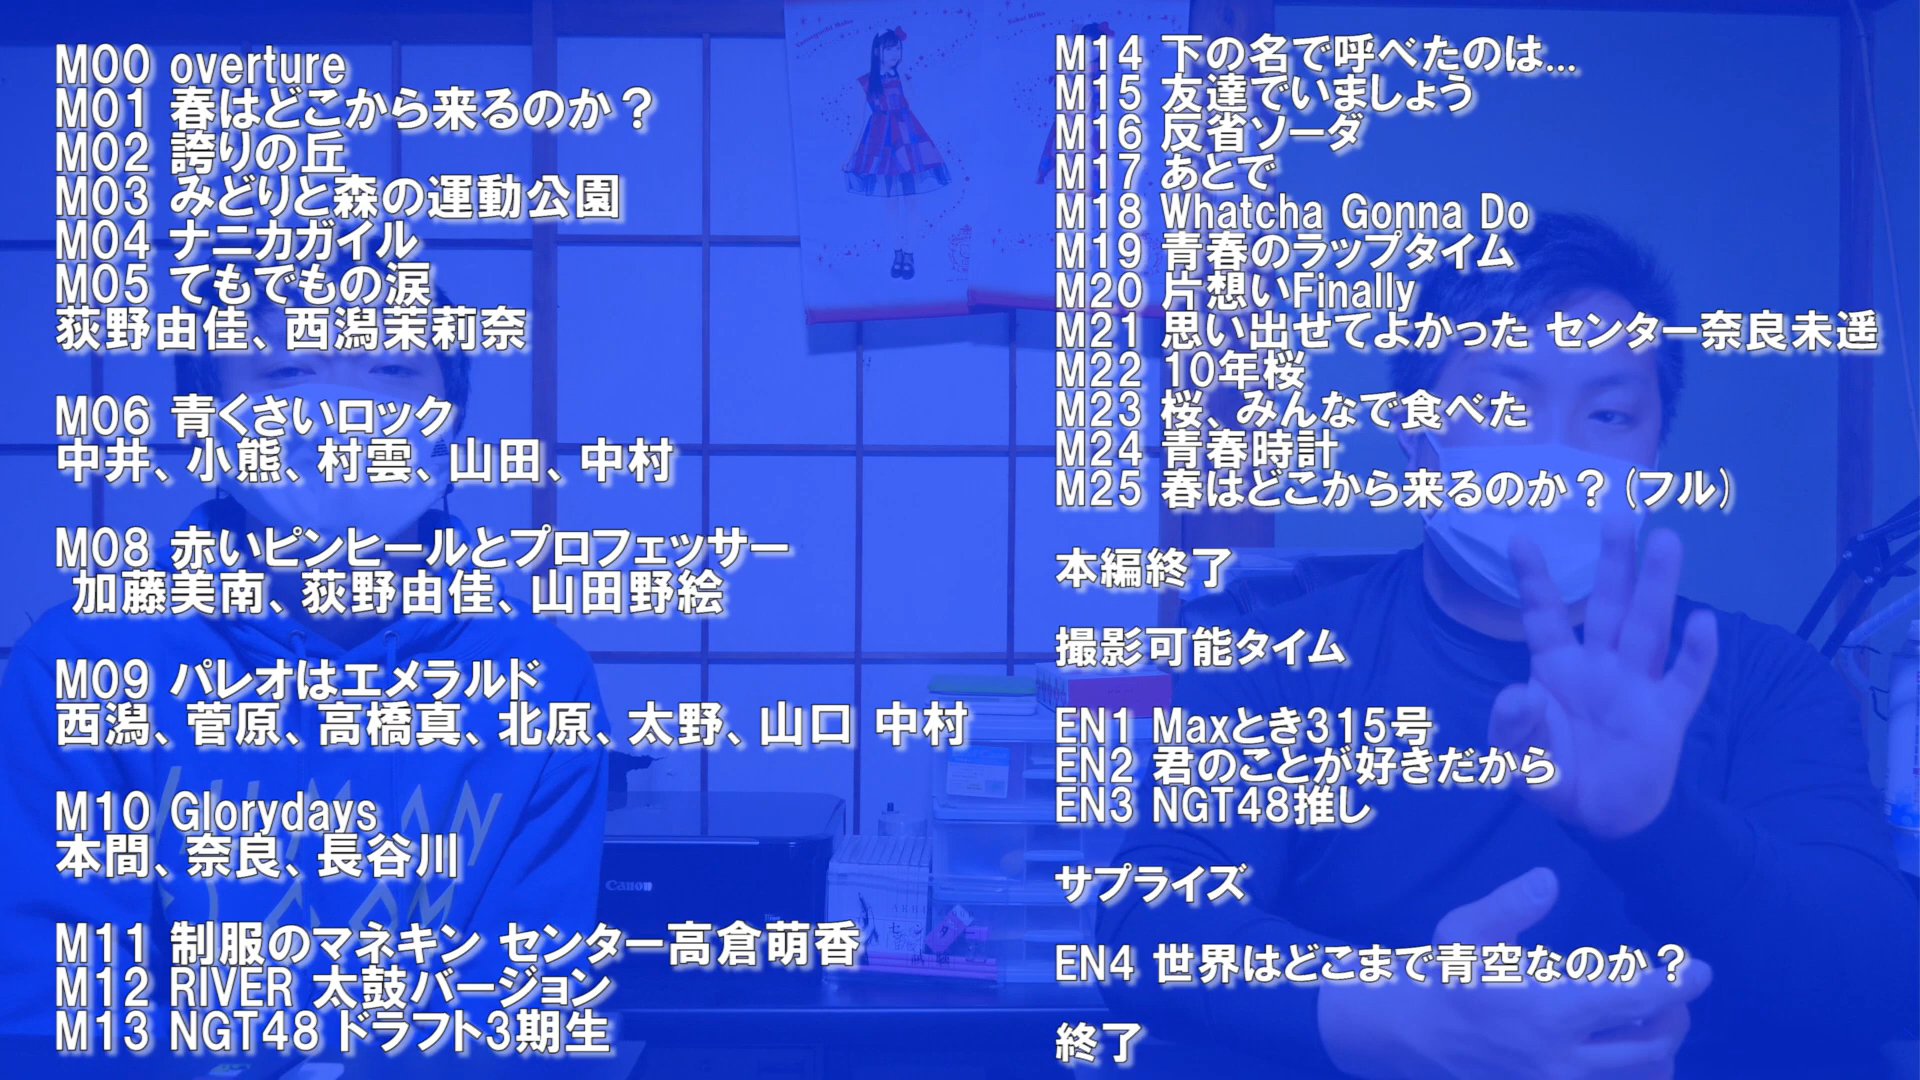 M00 overture
M01 春はどこから来るのか？
M02 誇りの丘
M03 みどりと森の運動公園
M04 ナニカガイル
M05 てもでもの涙
荻野由佳、西潟茉莉奈
M06 青くさいロック
中井、小熊、村雲、山田、中村
M08 赤いピンヒールとプロフェッサー
加藤美南、荻野由佳、山田野絵
M09 パレオはエメラルド
西潟、菅原、高橋真、北原、太野、山口 中村
M10 Glorydays
本間、奈良、長谷川
M11 制服のマネキン センター高倉萌香
M12 RIVER 太鼓バージョン
M13 NGT48 ドラフト3期生
M14 下の名で呼べたのは...
M15 友達でいましょう
M16 反省ソーダ
M17 あとで
M18 Whatcha Gonna Do
M19 青春のラップタイム
M20 片想いFinally
M21 思い出せてよかった センター奈良未遥
M22 10年桜
M23 桜、みんなで食べた
M24 青春時計
M25 春はどこから来るのか？(フル)
本編終了
撮影可能タイム
EN1 Maxとき315号
EN2 君のことが好きだから
EN3 NGT48推し
サプライズ
EN4 世界はどこまで青空なのか？
終了
Canon